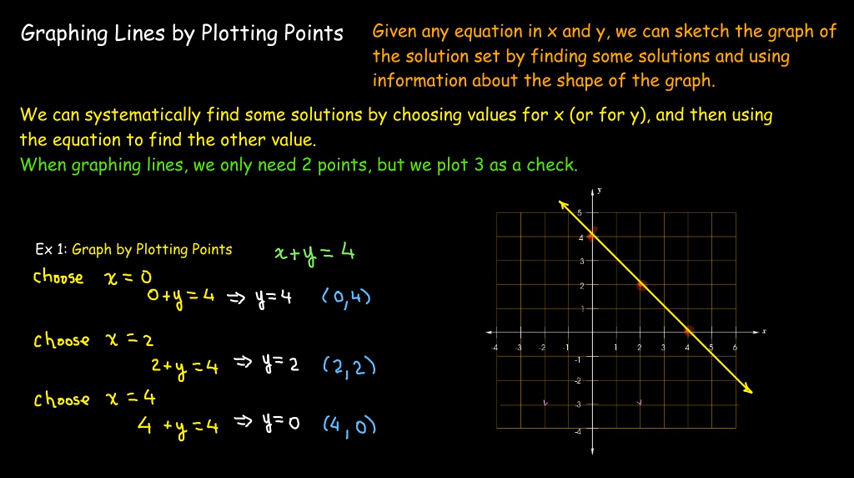 Graphing Lines by Plotting Points
Given any equation in x and y, we can sketch the graph of
the solution set by finding some solutions and using
information about the shape of the graph.
We can systematically find some solutions by choosing values for x (or for y), and then using
the equation to find the other value.
When graphing lines, we only need 2 points, but we plot 3 as a check.
Ex 1: Graph by Plotting Points x+y=4
choose x=0
0+y=4 ⇒ y=4 (0,4)
choose x=2
2+y=4 ⇒ y=2 (2,2)
choose x=4
4+y=4 ⇒ y=0 (4,0)
y
5
4
3
2
1
x
-4 -3 -2 -1 1 2 3 4 5 6
-1
-2
-3
-4